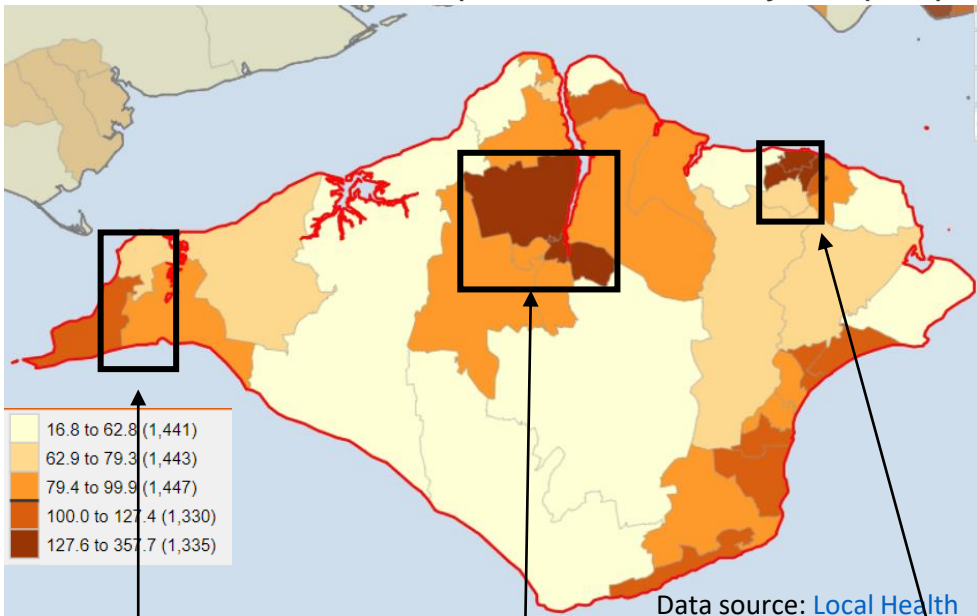 16.8 to 62.8 (1,441)
62.9 to 79.3 (1,443)
79.4 to 99.9 (1,447)
100.0 to 127.4 (1,330)
127.6 to 357.7 (1,335)
Data source: Local Health